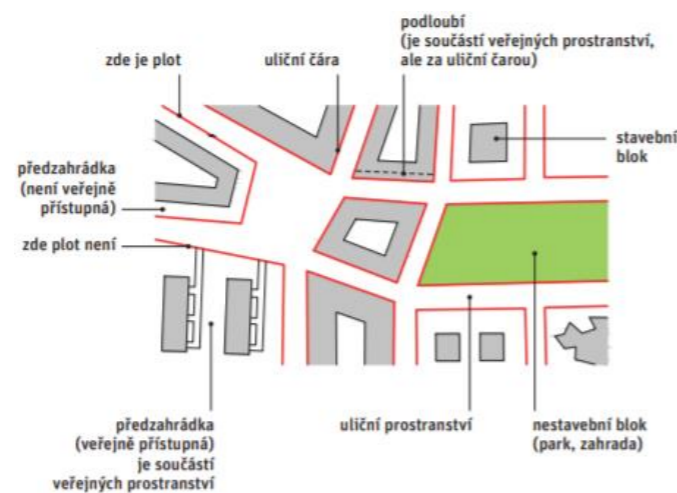 podloubí
(je součástí veřejných prostranství,
ale za uliční čarou)
zde je plot
uliční čára
stavební
blok
předzahrádka
(není veřejně
přístupná)
zde plot není
předzahrádka
(veřejně přístupná)
je součástí
veřejných prostranství
uliční prostranství
nestavební blok
(park, zahrada)